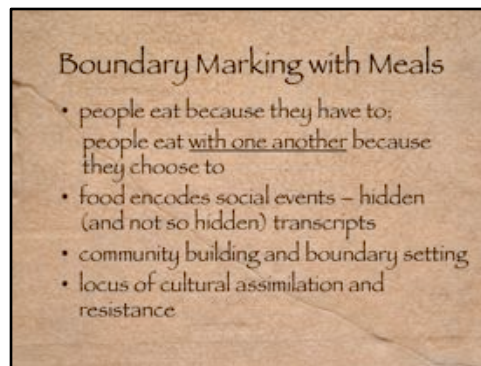 Boundary Marking with Meals
• people eat because they have to;
people eat with one another because
they choose to
• food encodes social events – hidden
(and not so hidden) transcripts
• community building and boundary setting
• locus of cultural assimilation and
resistance